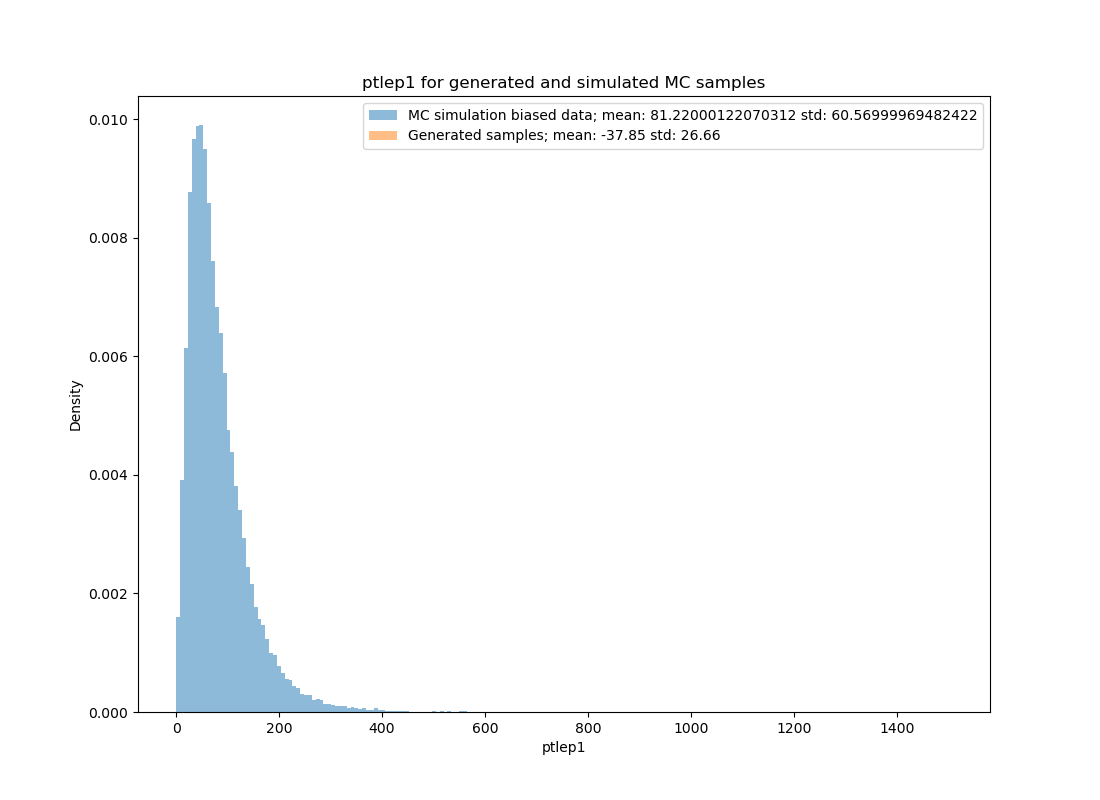 ptlep1 for generated and simulated MC samples
MC simulation biased data; mean: 81.22000122070312 std: 60.56999969482422
Generated samples; mean: -37.85 std: 26.66
0.010
0.008
0.006
0.004
0.002
0.000
Density
0 200 400 600 800 1000 1200 1400
ptlep1